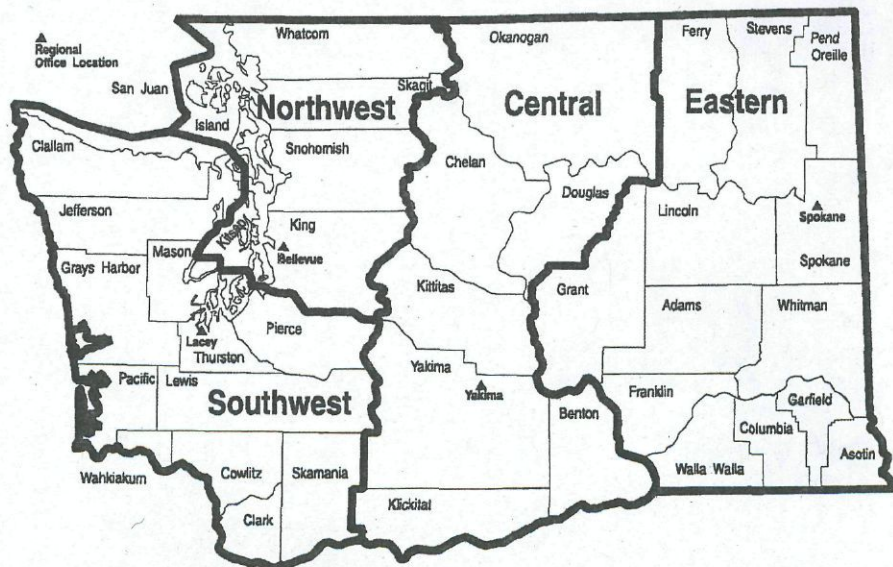 Regional
Office Location
San Juan
Whatcom
Okanogan
Ferry
Stevens
Pend
Oreille
Skagit
Northwest
Central
Eastern
Island
Clallam
Snohomish
Chelan
Douglas
Jefferson
Kitsap
King
Lincoln
Spokane
Mason
Bellevue
Spokane
Grays Harbor
Kittitas
Grant
Adams
Whitman
Pierce
Lacey
Thurston
Yakima
Pacific
Lewis
Yakima
Franklin
Garfield
Southwest
Benton
Columbia
Asotin
Walla Walla
Wahkiakum
Cowlitz
Skamania
Klickitat
Clark